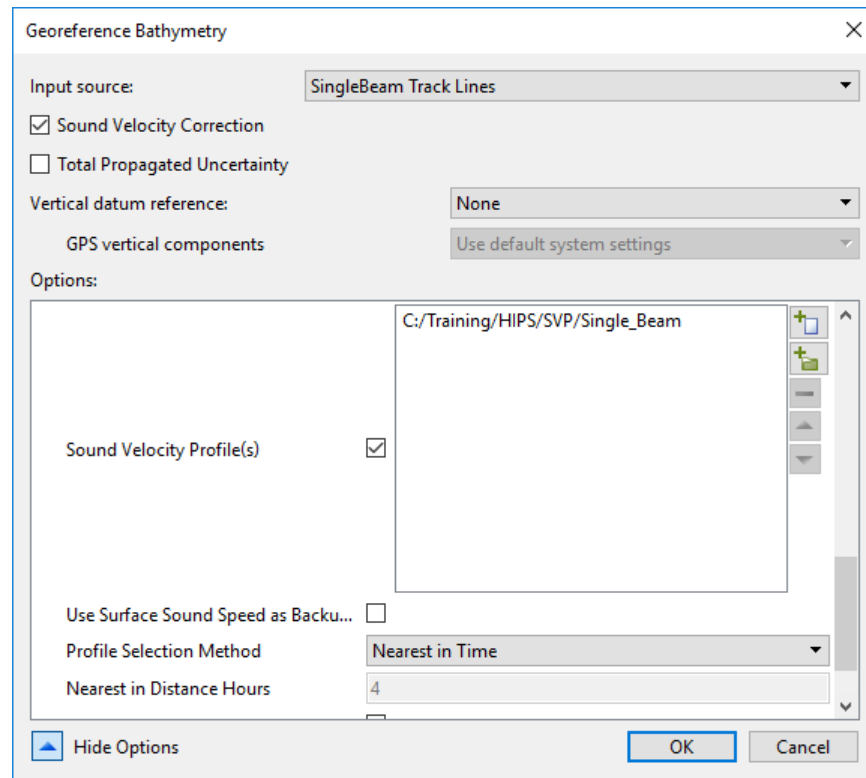 Georeference Bathymetry
Input source: SingleBeam Track Lines
Sound Velocity Correction
Total Propagated Uncertainty
Vertical datum reference: None
GPS vertical components Use default system settings
Options:
C:/Training/HIPS/SVP/Single_Beam
Sound Velocity Profile(s)
Use Surface Sound Speed as Backu...
Profile Selection Method Nearest in Time
Nearest in Distance Hours 4
Hide Options OK Cancel